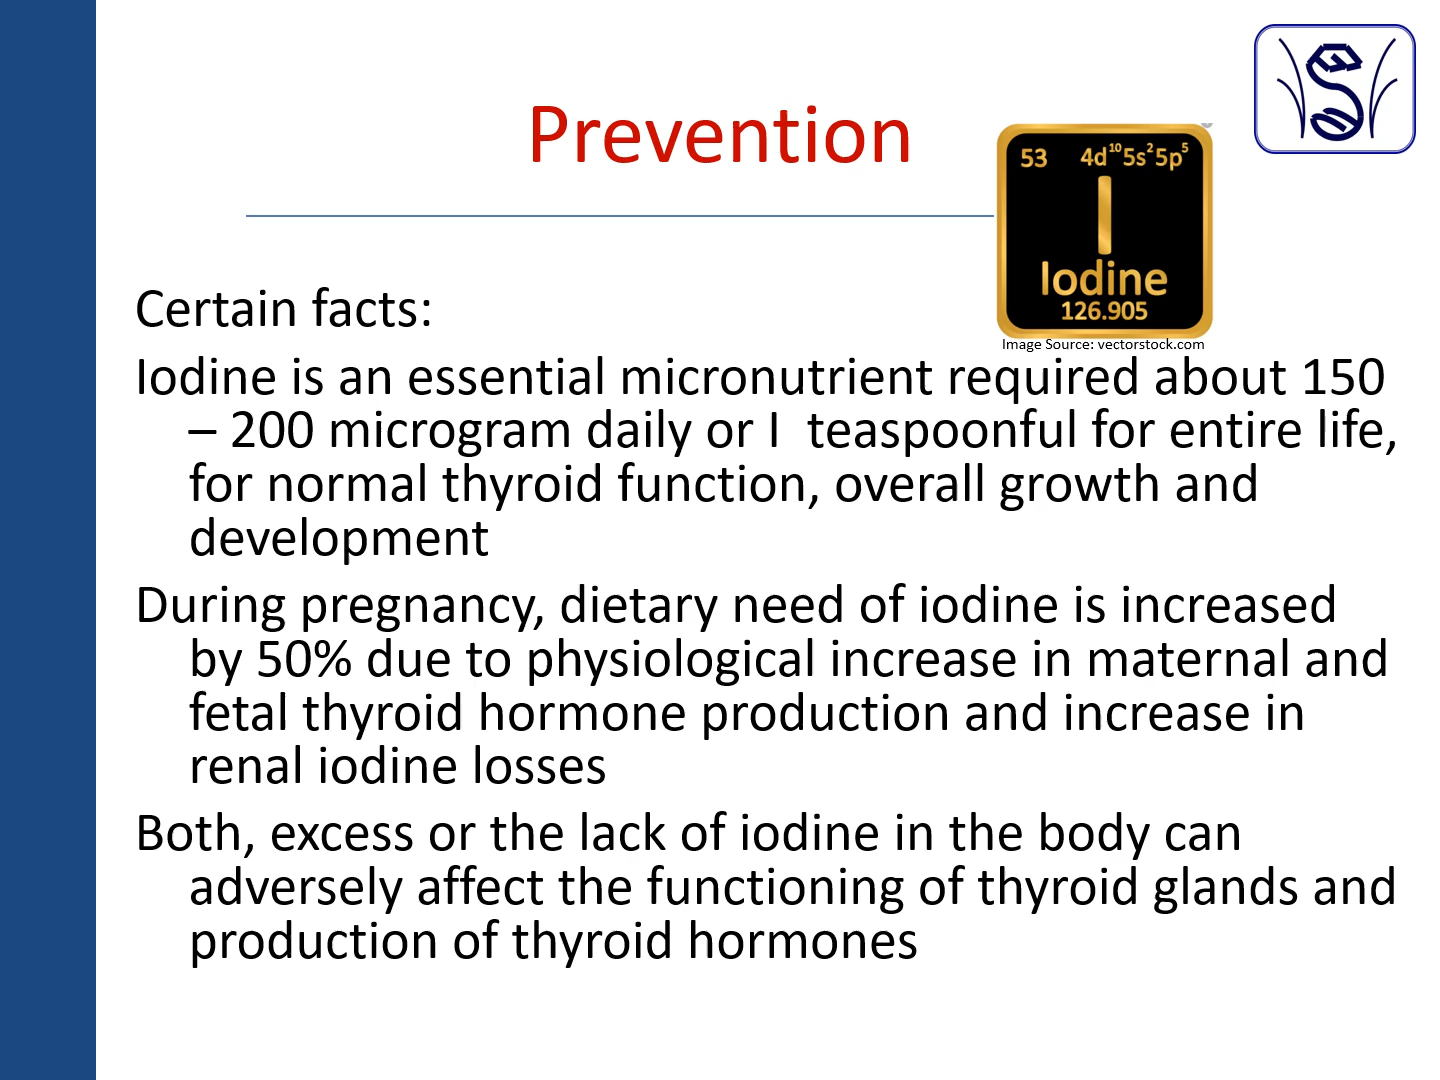 Prevention
53 4d¹⁰5s²5p⁵
I
Iodine
126.905
Image Source: vectorstock.com
Certain facts:
Iodine is an essential micronutrient required about 150
– 200 microgram daily or I teaspoonful for entire life,
for normal thyroid function, overall growth and
development
During pregnancy, dietary need of iodine is increased
by 50% due to physiological increase in maternal and
fetal thyroid hormone production and increase in
renal iodine losses
Both, excess or the lack of iodine in the body can
adversely affect the functioning of thyroid glands and
production of thyroid hormones